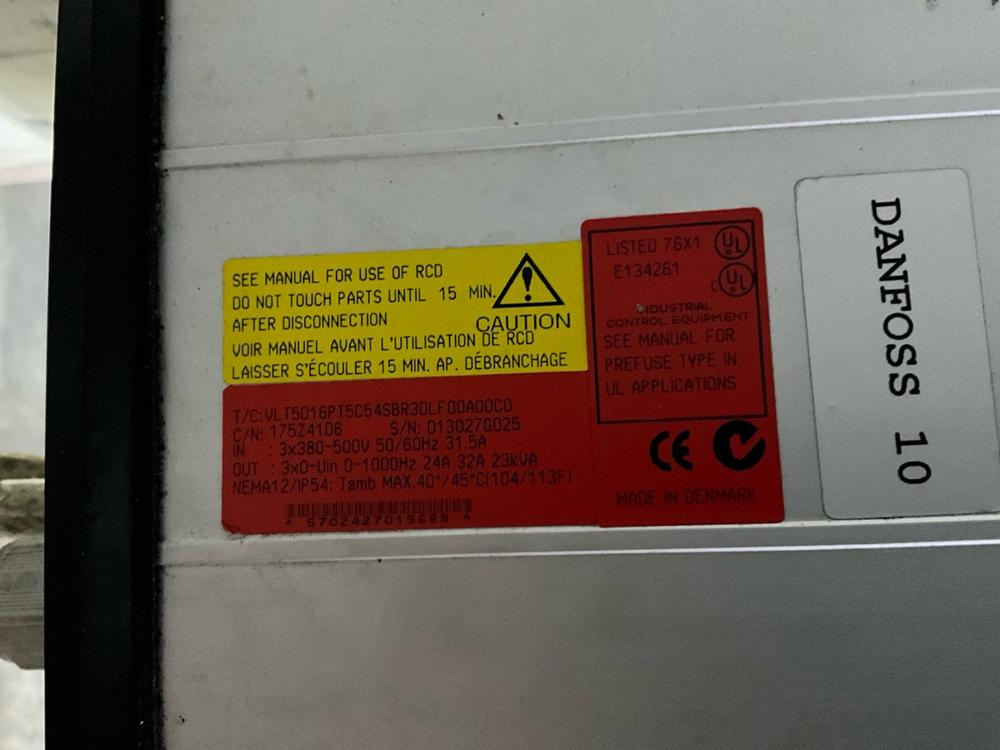 SEE MANUAL FOR USE OF RCD
DO NOT TOUCH PARTS UNTIL 15 MIN.
AFTER DISCONNECTION
CAUTION
VOIR MANUEL AVANT L'UTILISATION DE RCD
LAISSER S'ÉCOULER 15 MIN. AP. DÉBRANCHAGE
T/C:VLT5016PT5C54SBR3DLF00A00C0
C/N: 175Z4106 S/N: 013027G025
IN : 3x380-500V 50/60Hz 31.5A
OUT : 3x0-Uin 0-1000Hz 24A 32A 23kVA
NEMA12/IP54: Tamb MAX.40°/45°C(104/113F)
A 5702427019669 A
LISTED 76X1
E134261
UL
c UL
INDUSTRIAL
CONTROL EQUIPMENT
SEE MANUAL FOR
PREFUSE TYPE IN
UL APPLICATIONS
CE
MADE IN DENMARK
DANFOSS 10